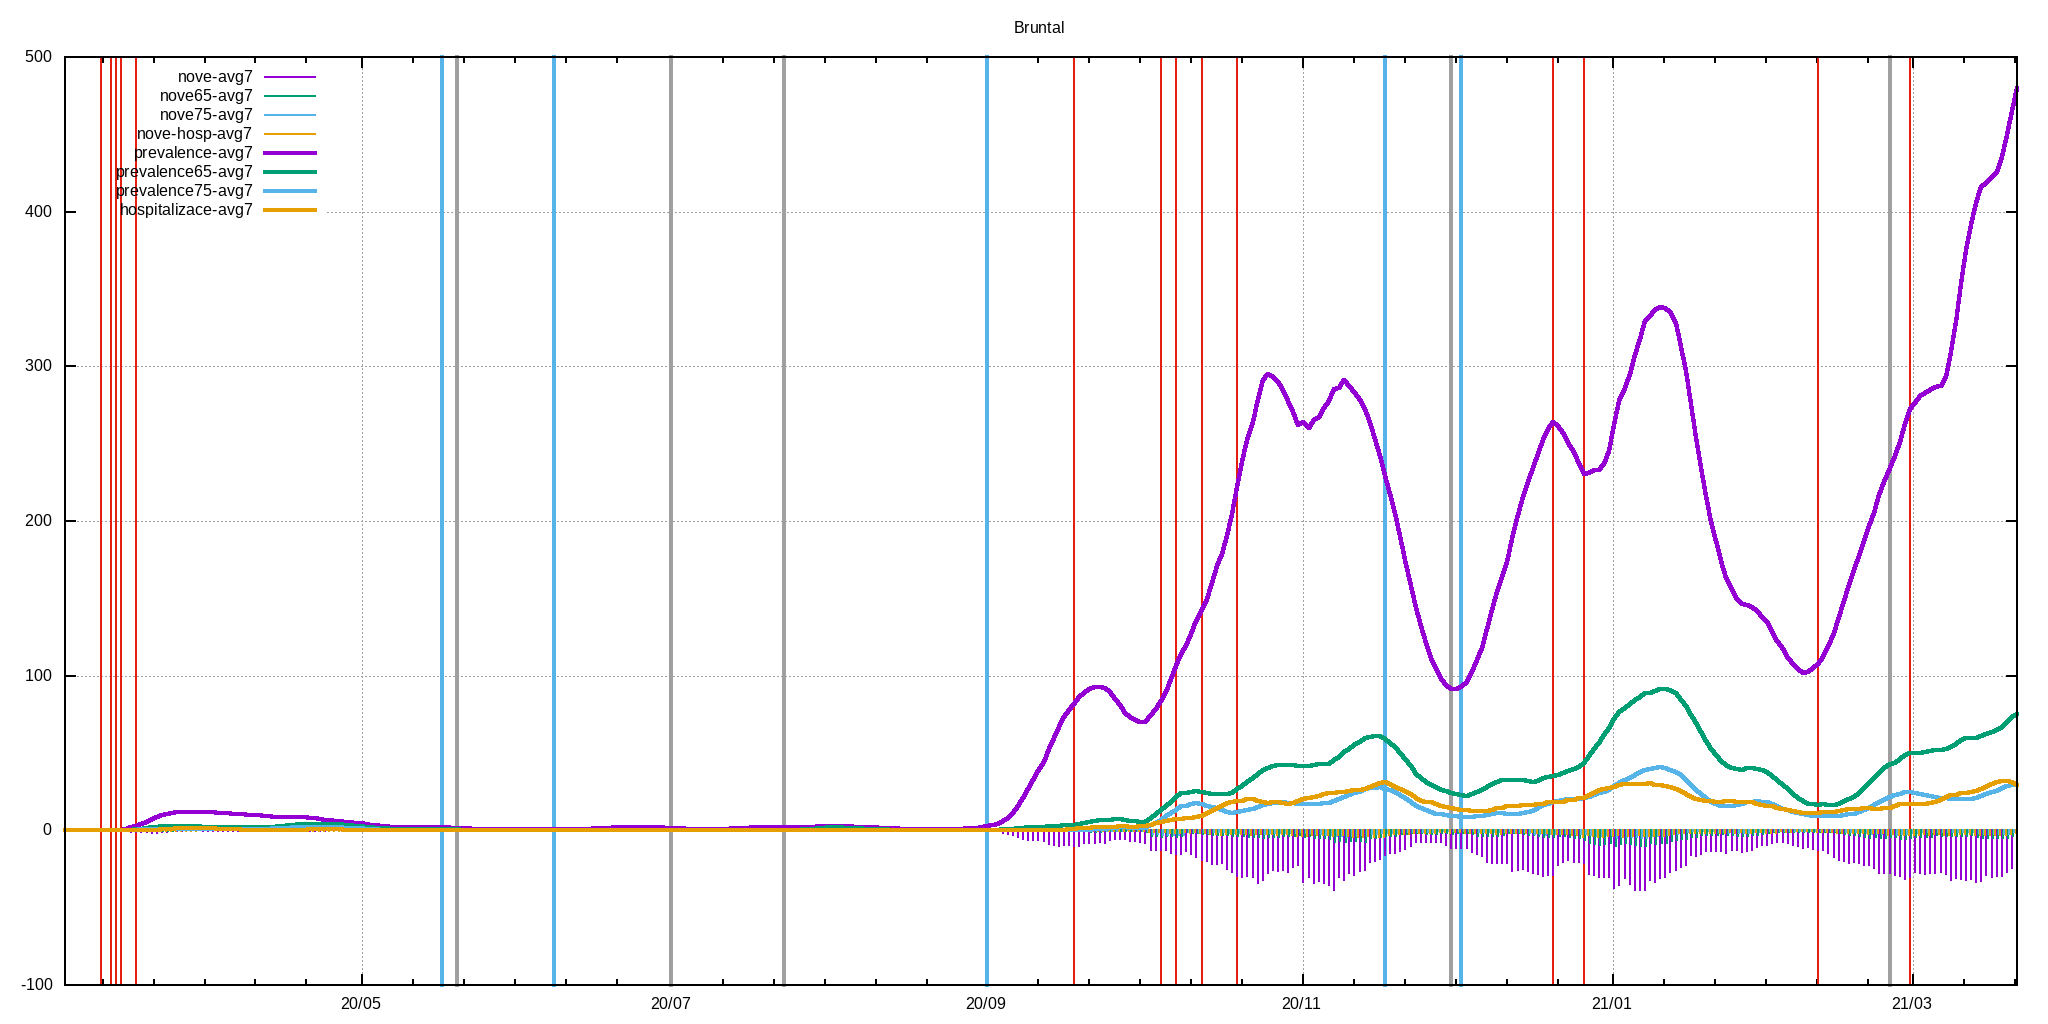 Bruntal
500
nove-avg7
nove65-avg7
nove75-avg7
nove-hosp-avg7
prevalence-avg7
prevalence65-avg7
prevalence75-avg7
hospitalizace-avg7
400
300
200
100
0
-100
20/05 20/07 20/09 20/11 21/01 21/03